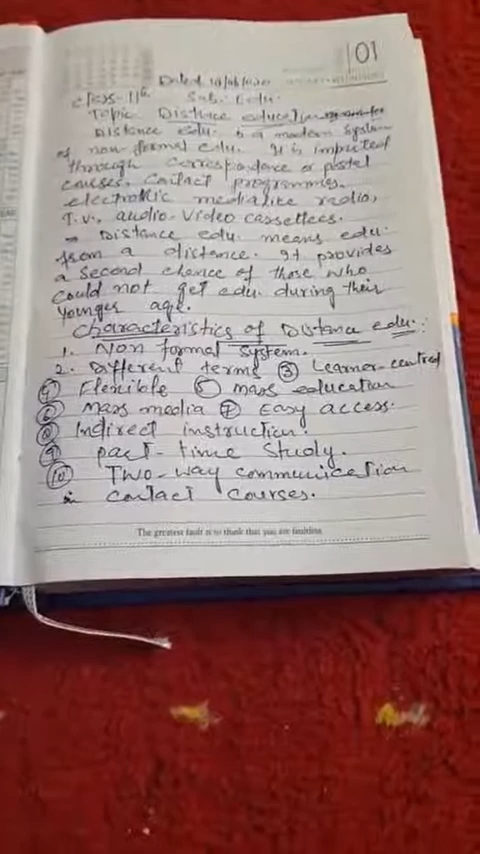 01
Dated
Class-11th Sub: Edu.
Topic Distance education
Distance edu. is a modern system
of non-formal edu. It is imparted
through correspondence or postel
courses, Contact programmes,
electronic media like radio,
T.V., audio-video cassettees.
→ Distance edu. means edu.
from a distance. It provides
a second chance of those who
could not get edu. during their
younger age.
Characteristics of Distance edu.:
1. Non formal system.
2. Different terms ③ Learner-centred
④ Flexible ⑤ mass education
⑥ Mass media ⑦ Easy access.
⑧ Indirect instruction.
⑨ part-time study.
⑩ Two-way communication
in contact courses.
The greatest fault is to think that you are faultless